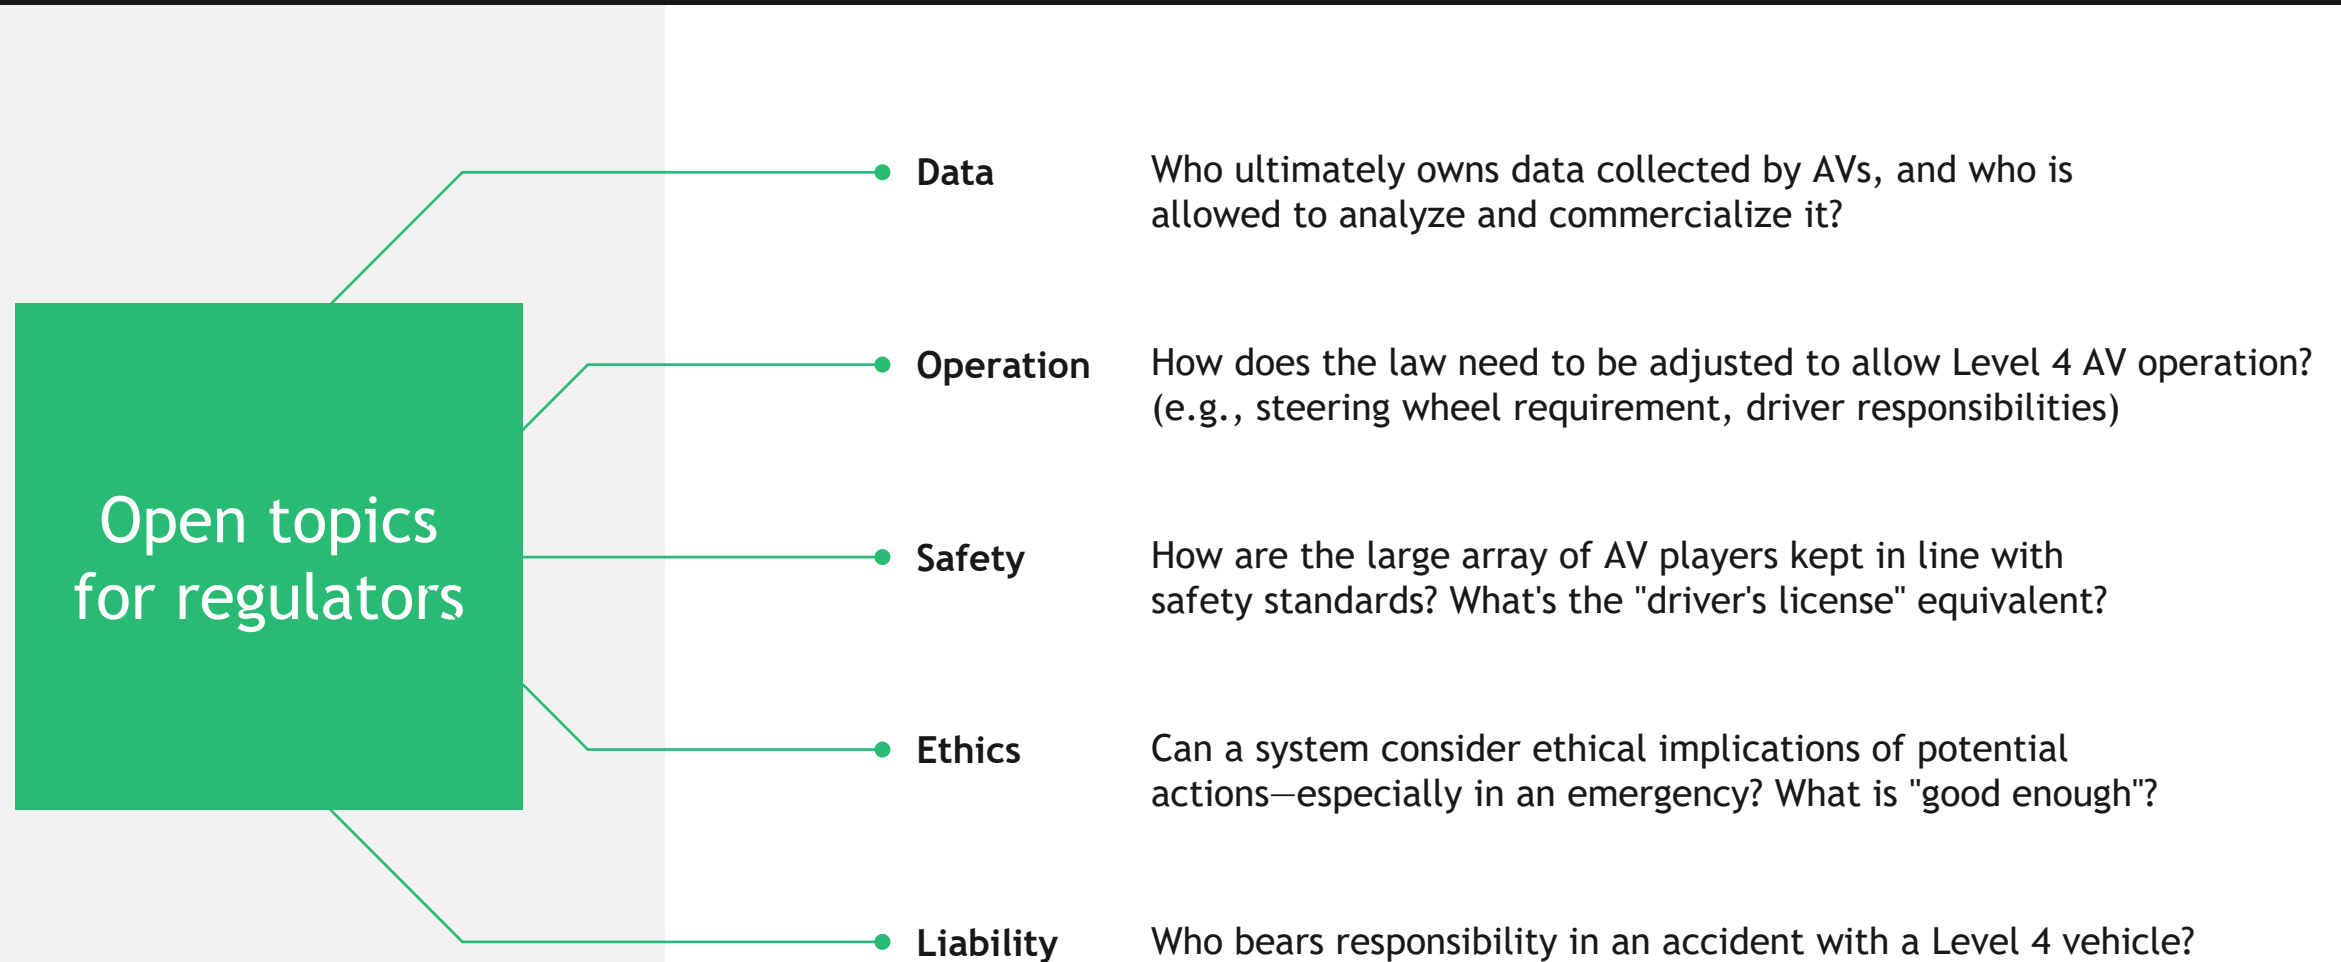 Open topics
for regulators
Data
Who ultimately owns data collected by AVs, and who is
allowed to analyze and commercialize it?
Operation
How does the law need to be adjusted to allow Level 4 AV operation?
(e.g., steering wheel requirement, driver responsibilities)
Safety
How are the large array of AV players kept in line with
safety standards? What's the "driver's license" equivalent?
Ethics
Can a system consider ethical implications of potential
actions—especially in an emergency? What is "good enough"?
Liability
Who bears responsibility in an accident with a Level 4 vehicle?